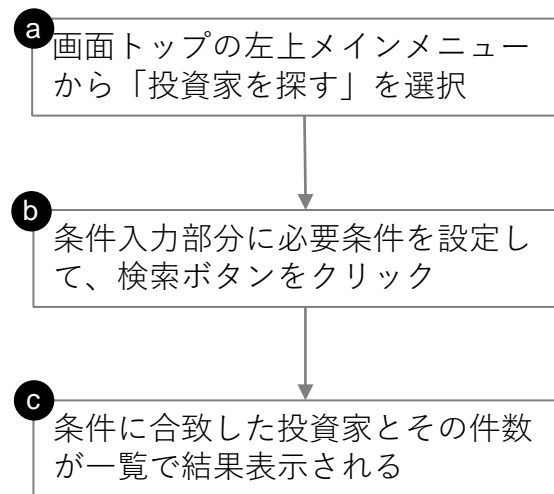 a
画面トップの左上メインメニュー
から「投資家を探す」を選択
b
条件入力部分に必要条件を設定し
て、検索ボタンをクリック
c
条件に合致した投資家とその件数
が一覧で結果表示される